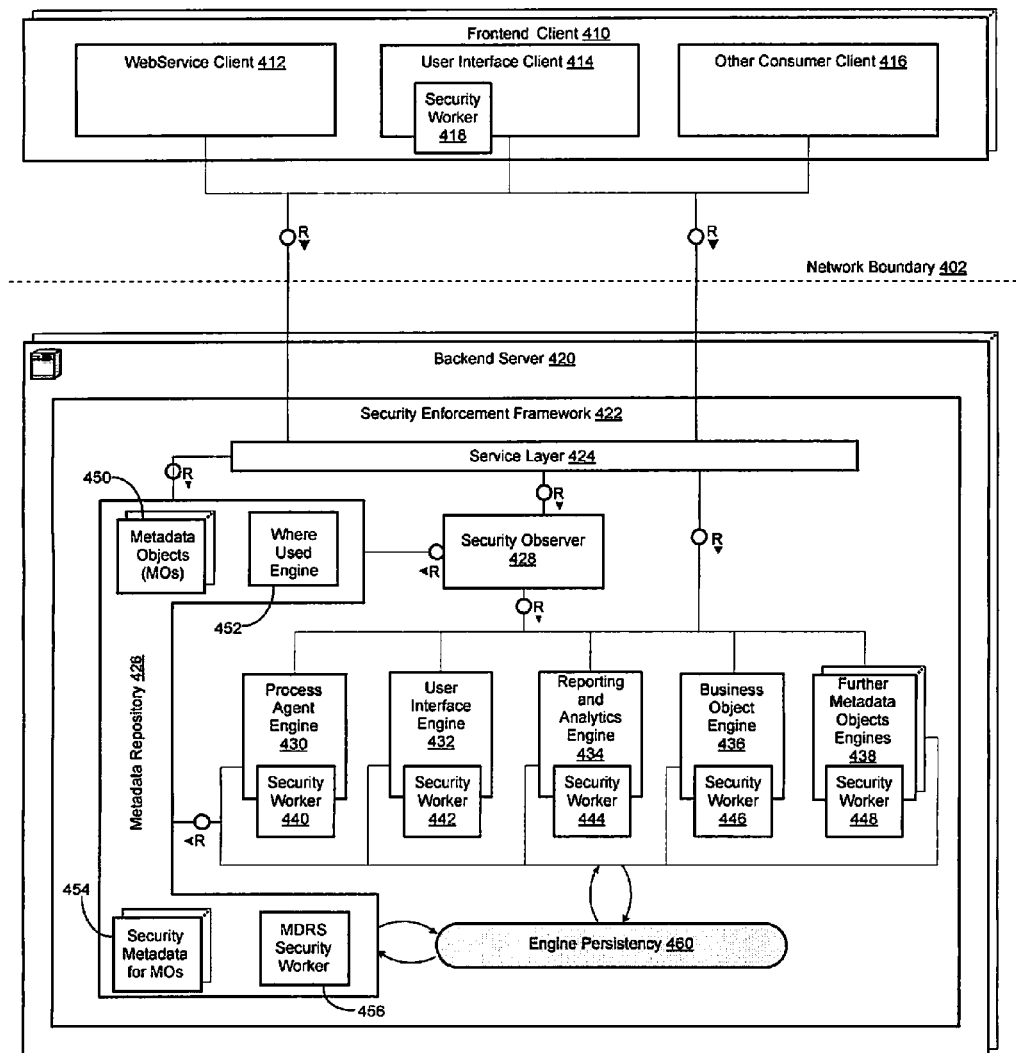 Frontend Client 410
WebService Client 412
User Interface Client 414
Other Consumer Client 416
Security
Worker
418
R
R
Network Boundary 402
Backend Server 420
Security Enforcement Framework 422
Service Layer 424
450
R
R
R
Metadata
Objects
(MOs)
Where
Used
Engine
Security Observer
428
R
R
452
Metadata Repository 426
Process
Agent
Engine
430
User
Interface
Engine
432
Reporting
and
Analytics
Engine
434
Business
Object
Engine
436
Further
Metadata
Objects
Engines
438
Security
Worker
440
Security
Worker
442
Security
Worker
444
Security
Worker
446
Security
Worker
448
R
454
Security
Metadata
for MOs
MDRS
Security
Worker
Engine Persistency 460
456